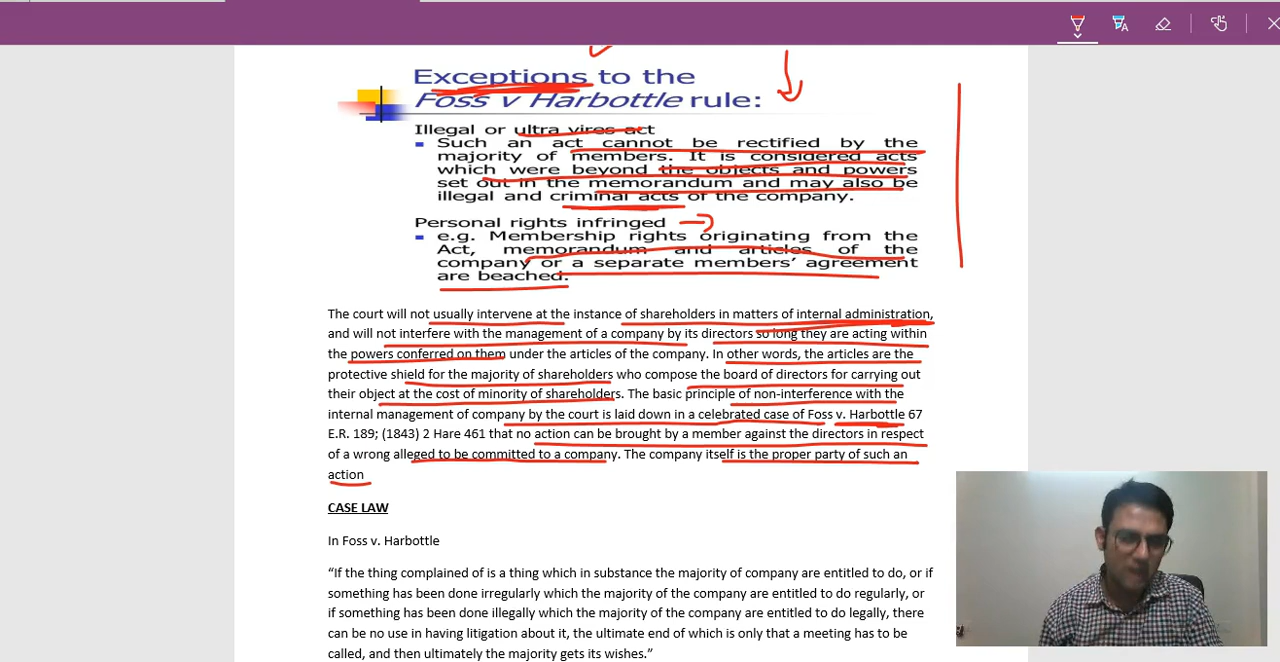 Exceptions to the
Foss v Harbottle rule:
Illegal or ultra vires act
Such an act cannot be rectified by the
majority of members. It is considered acts
which were beyond the objects and powers
set out in the memorandum and may also be
illegal and criminal acts of the company.
Personal rights infringed
e.g. Membership rights originating from the
Act, memorandum and articles of the
company or a separate members’ agreement
are beached.
The court will not usually intervene at the instance of shareholders in matters of internal administration,
and will not interfere with the management of a company by its directors so long they are acting within
the powers conferred on them under the articles of the company. In other words, the articles are the
protective shield for the majority of shareholders who compose the board of directors for carrying out
their object at the cost of minority of shareholders. The basic principle of non-interference with the
internal management of company by the court is laid down in a celebrated case of Foss v. Harbottle 67
E.R. 189; (1843) 2 Hare 461 that no action can be brought by a member against the directors in respect
of a wrong alleged to be committed to a company. The company itself is the proper party of such an
action
CASE LAW
In Foss v. Harbottle
“If the thing complained of is a thing which in substance the majority of company are entitled to do, or if
something has been done irregularly which the majority of the company are entitled to do regularly, or
if something has been done illegally which the majority of the company are entitled to do legally, there
can be no use in having litigation about it, the ultimate end of which is only that a meeting has to be
called, and then ultimately the majority gets its wishes.”